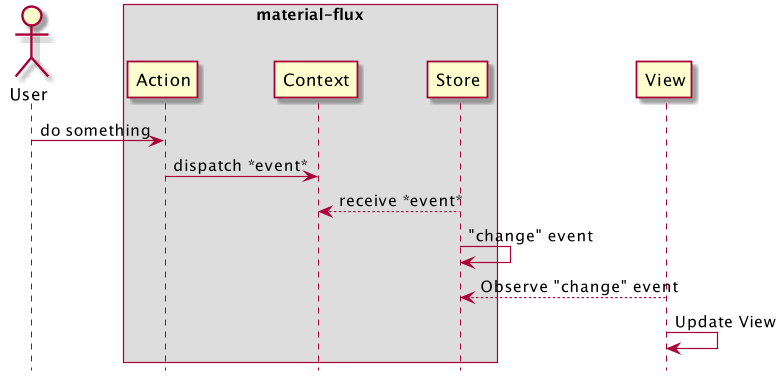 material-flux
User
Action
Context
Store
View
do something
dispatch *event*
receive *event*
"change" event
Observe "change" event
Update View